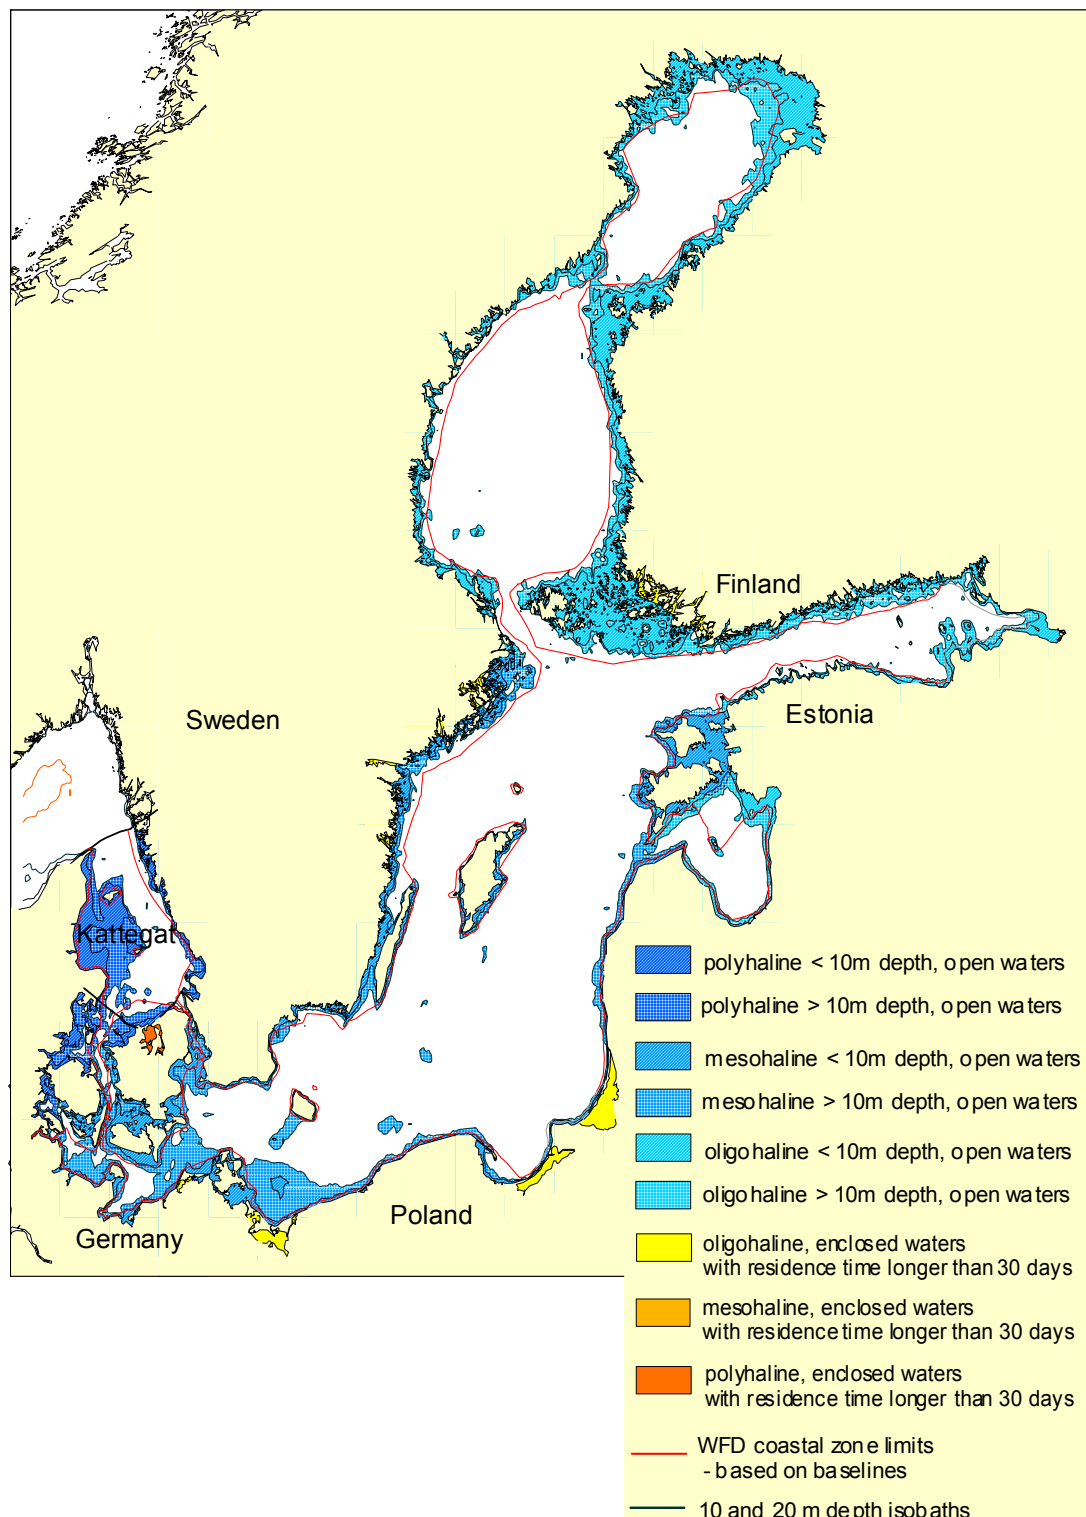 Finland
Sweden
Estonia
Kattegat
Poland
Germany
polyhaline < 10m depth, open waters
polyhaline > 10m depth, open waters
mesohaline < 10m depth, open waters
mesohaline > 10m depth, open waters
oligohaline < 10m depth, open waters
oligohaline > 10m depth, open waters
oligohaline, enclosed waters
with residence time longer than 30 days
mesohaline, enclosed waters
with residence time longer than 30 days
polyhaline, enclosed waters
with residence time longer than 30 days
WFD coastal zone limits
- based on baselines
10 and 20 m depth isobaths